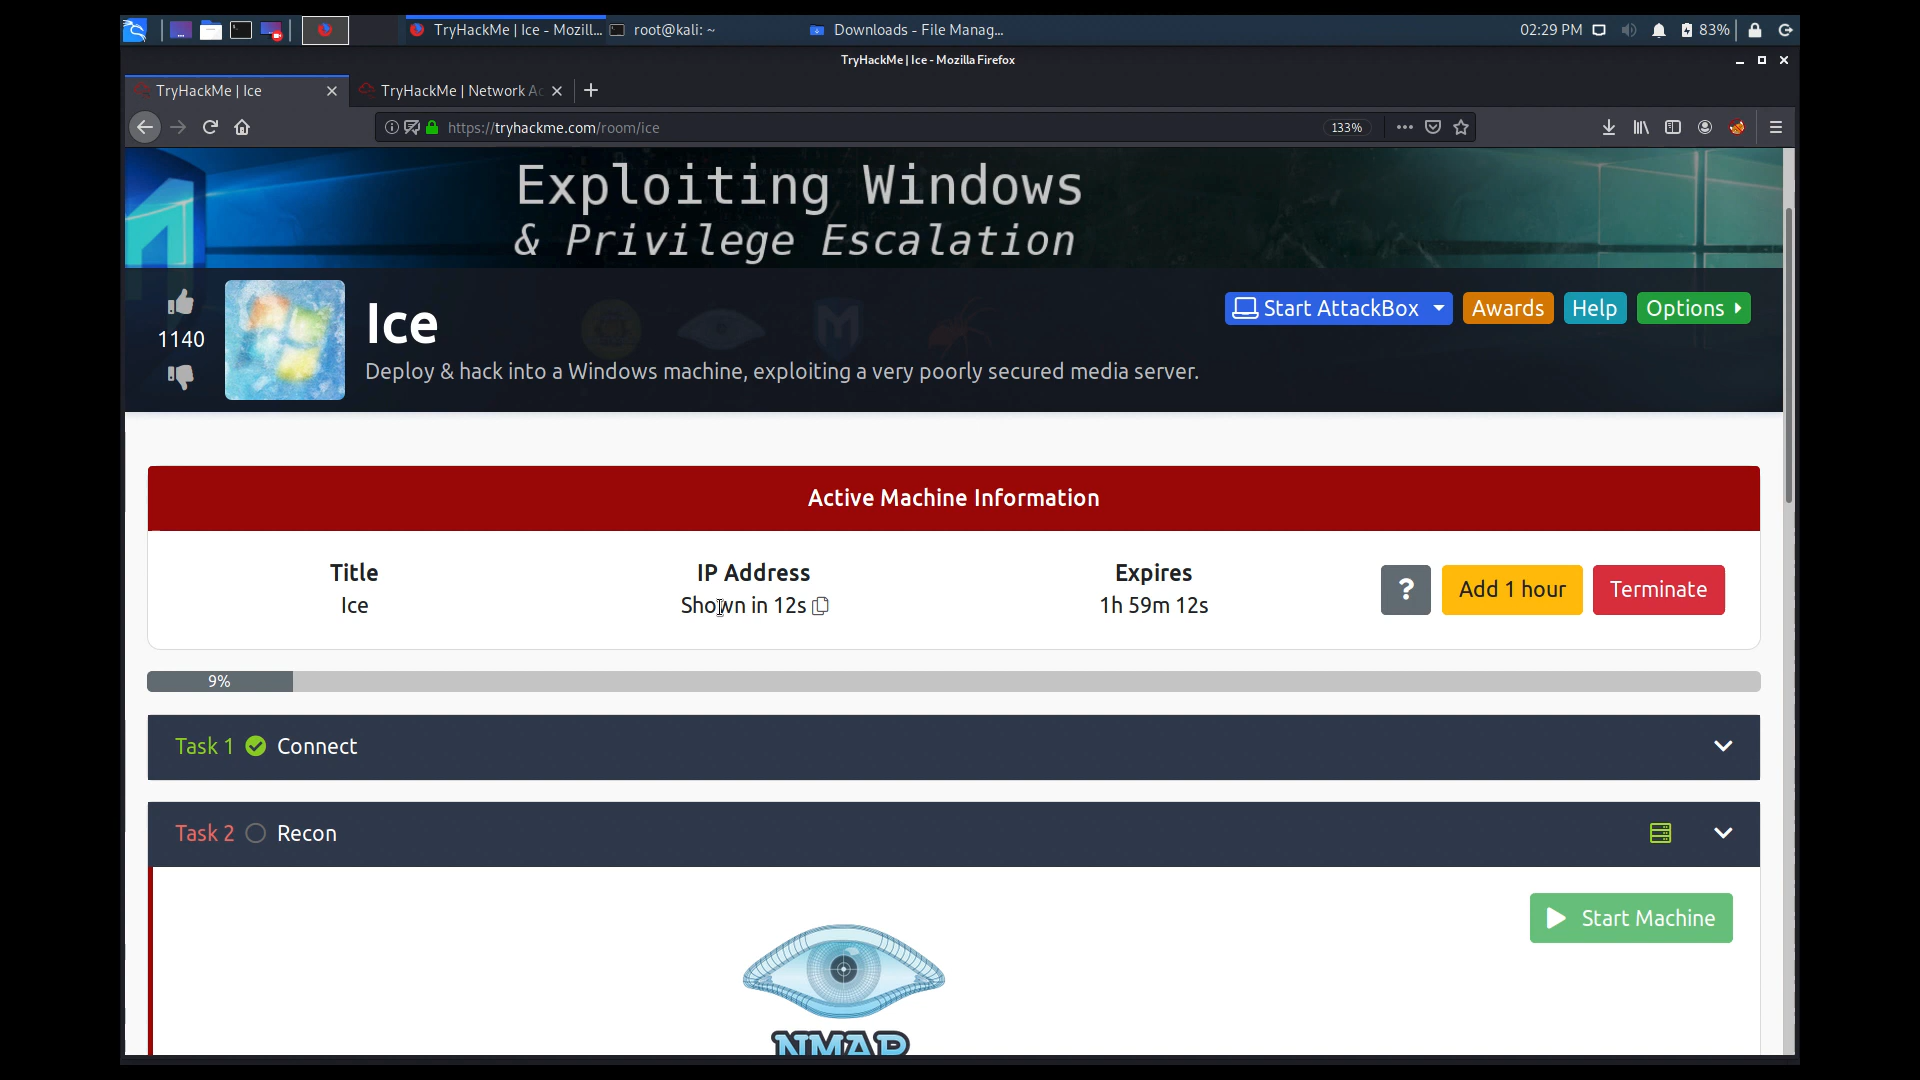 TryHackMe | Ice - Mozill...
root@kali: ~
Downloads - File Manag...
02:29 PM
83%
TryHackMe | Ice - Mozilla Firefox
TryHackMe | Ice
TryHackMe | Network Ac
https://tryhackme.com/room/ice
133%
Exploiting Windows
& Privilege Escalation
1140
Ice
Deploy & hack into a Windows machine, exploiting a very poorly secured media server.
Start AttackBox
Awards
Help
Options
Active Machine Information
Title
IP Address
Expires
Ice
Shown in 12s
1h 59m 12s
?
Add 1 hour
Terminate
9%
Task 1
Connect
Task 2
Recon
Start Machine
NMAP